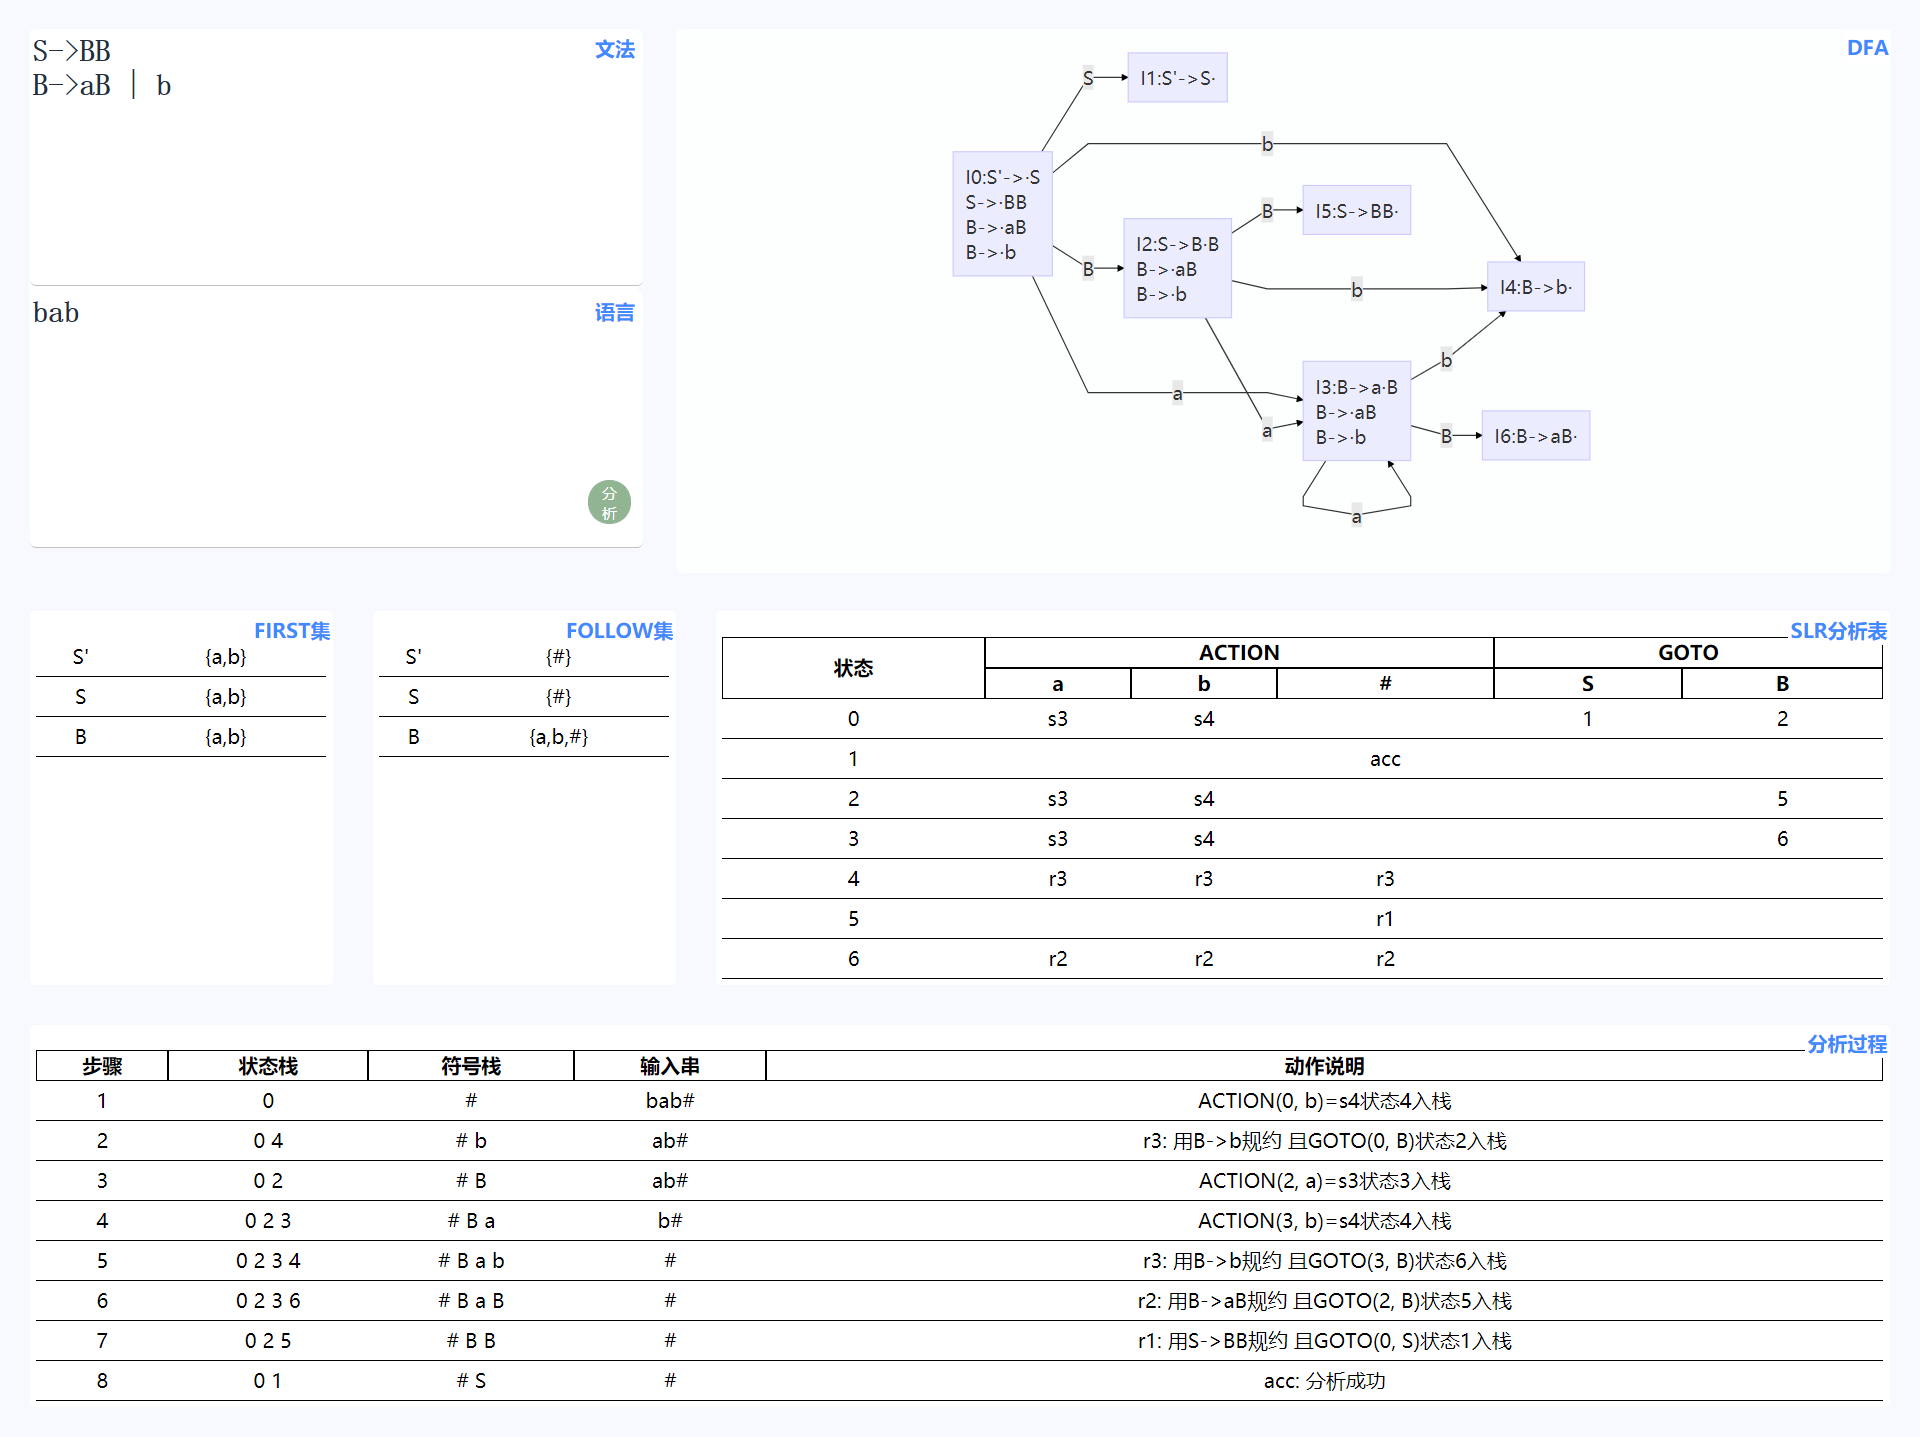 S->BB
B->aB | b
文法
bab
语言
分
析
DFA
S
I1:S'->S·
b
I0:S'->·S
S->·BB
B->·aB
B->·b
B
I5:S->BB·
I2:S->B·B
B->·aB
B->·b
B
b
I4:B->b·
b
I3:B->a·B
B->·aB
B->·b
a
a
B
I6:B->aB·
a
FIRST集
S' {a,b}
S {a,b}
B {a,b}
FOLLOW集
S' {#}
S {#}
B {a,b,#}
SLR分析表
状态 ACTION GOTO
a b # S B
0 s3 s4 1 2
1 acc
2 s3 s4 5
3 s3 s4 6
4 r3 r3 r3
5 r1
6 r2 r2 r2
分析过程
步骤 状态栈 符号栈 输入串 动作说明
1 0 # bab# ACTION(0, b)=s4状态4入栈
2 0 4 # b ab# r3: 用B->b规约 且GOTO(0, B)状态2入栈
3 0 2 # B ab# ACTION(2, a)=s3状态3入栈
4 0 2 3 # B a b# ACTION(3, b)=s4状态4入栈
5 0 2 3 4 # B a b # r3: 用B->b规约 且GOTO(3, B)状态6入栈
6 0 2 3 6 # B a B # r2: 用B->aB规约 且GOTO(2, B)状态5入栈
7 0 2 5 # B B # r1: 用S->BB规约 且GOTO(0, S)状态1入栈
8 0 1 # S # acc: 分析成功